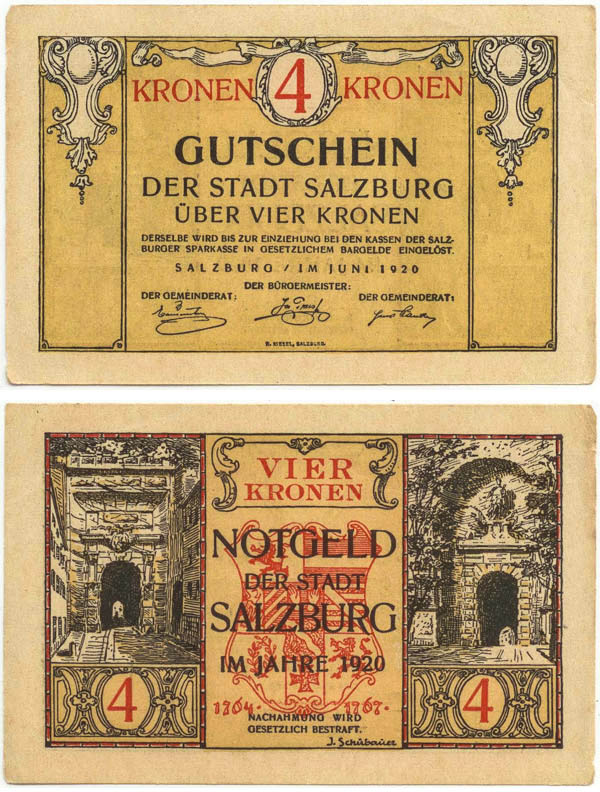 KRONEN 4 KRONEN
GUTSCHEIN
DER STADT SALZBURG
ÜBER VIER KRONEN
DERSELBE WIRD BIS ZUR EINZIEHUNG BEI DEN KASSEN DER SALZ-
BURGER SPARKASSE IN GESETZLICHEM BARGELDE EINGELÖST.
SALZBURG / IM JUNI 1920
DER BÜRGERMEISTER:
DER GEMEINDERAT: DER GEMEINDERAT:
SALZBURG.
VIER
KRONEN
NOTGELD
DER STADT
SALZBURG
IM JAHRE 1920
1764. 1767.
NACHAHMUNG WIRD
GESETZLICH BESTRAFT.
J. Schubauer
4 4